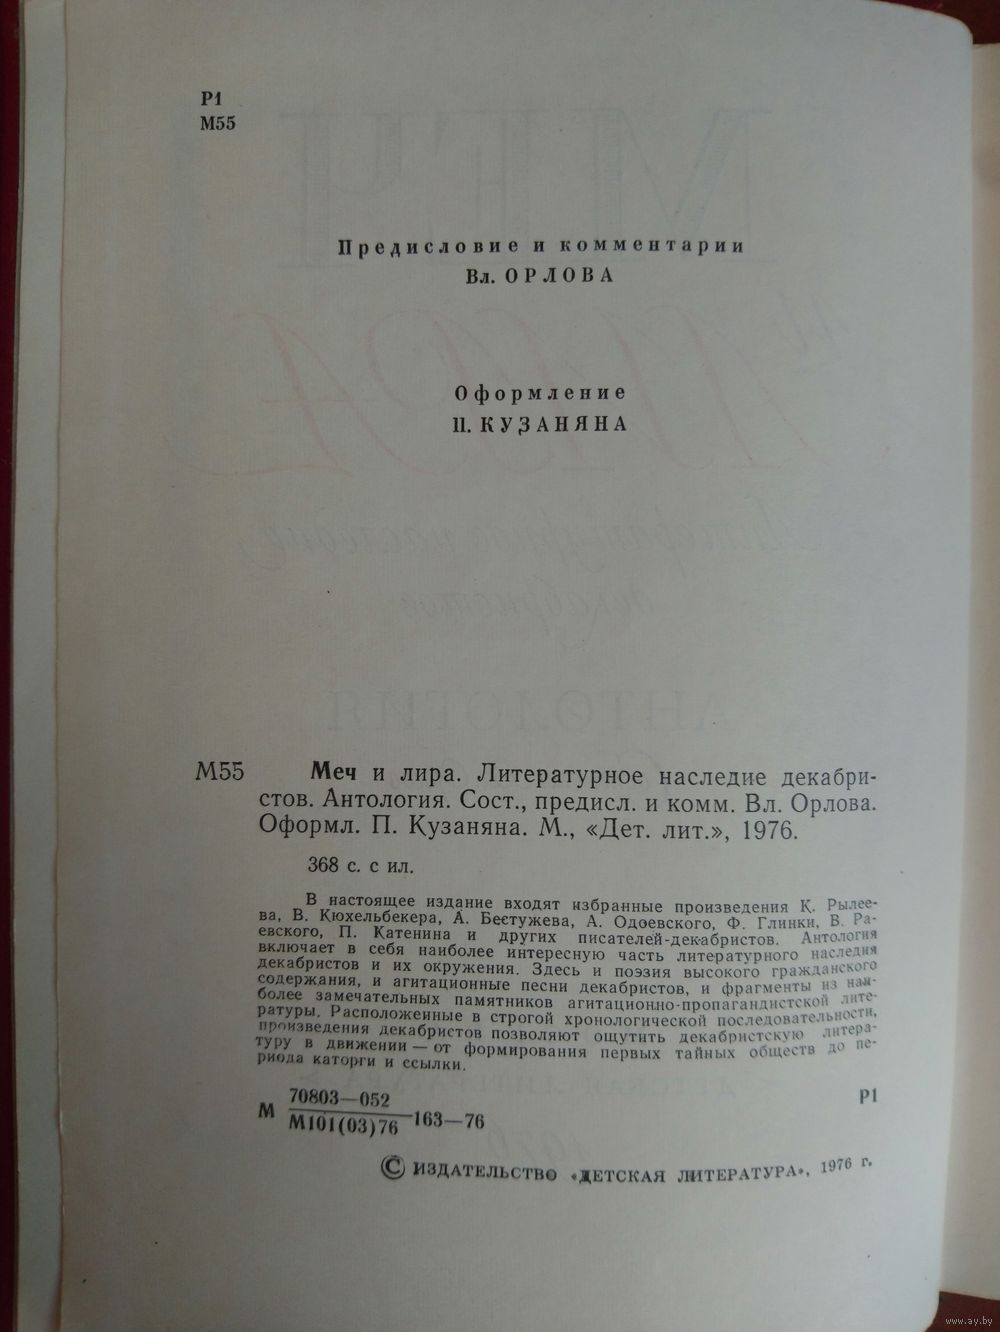 Р1
М55
Предисловие и комментарии
Вл. ОРЛОВА
Оформление
П. КУЗАНЯНА
АНТОЛОГИЯ
М55 Меч и лира. Литературное наследие декабри-
стов. Антология. Сост., предисл. и комм. Вл. Орлова.
Оформл. П. Кузаняна. М., «Дет. лит.», 1976.
368 с. с ил.
В настоящее издание входят избранные произведения К. Рылее-
ва, В. Кюхельбекера, А. Бестужева, А. Одоевского, Ф. Глинки, В. Ра-
евского, П. Катенина и других писателей-декабристов. Антология
включает в себя наиболее интересную часть литературного наследия
декабристов и их окружения. Здесь и поэзия высокого гражданского
содержания, и агитационные песни декабристов, и фрагменты из наи-
более замечательных памятников агитационно-пропагандистской лите-
ратуры. Расположенные в строгой хронологической последовательности,
произведения декабристов позволяют ощутить декабристскую литера-
туру в движении — от формирования первых тайных обществ до пе-
риода каторги и ссылки.
М 70803—052
М101(03)76 163—76 Р1
© ИЗДАТЕЛЬСТВО «ДЕТСКАЯ ЛИТЕРАТУРА», 1976 г.
www.ay.by